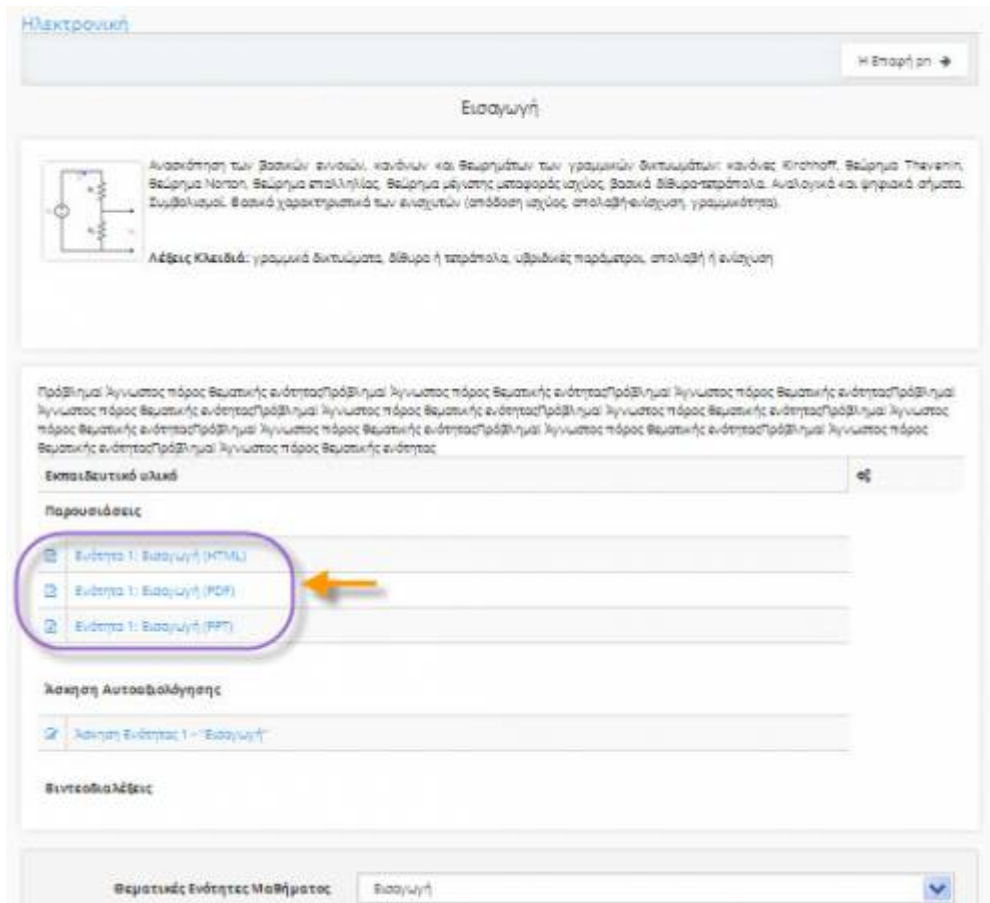 Ηλεκτρονική
Η Επαφή pn →
Εισαγωγή
Ανασκόπηση των βασικών εννοιών, κανόνων και θεωρημάτων των γραμμικών δικτυωμάτων: κανόνες Kirchhoff, θεώρημα Thevenin,
θεώρημα Norton, θεώρημα επαλληλίας, θεώρημα μέγιστης μεταφοράς ισχύος, βασικά δίθυρα-τετράπολα. Αναλογικά και ψηφιακά σήματα.
Συμβολισμοί. Βασικά χαρακτηριστικά των ενισχυτών (απόδοση ισχύος, απολαβή-ενίσχυση, γραμμικότητα).
Λέξεις Κλειδιά: γραμμικά δικτυώματα, δίθυρα ή τετράπολα, υβριδικές παράμετροι, απολαβή ή ενίσχυση
Πρόβλημα! Άγνωστος πόρος θεματικής ενότηταςΠρόβλημα! Άγνωστος πόρος θεματικής ενότηταςΠρόβλημα! Άγνωστος πόρος θεματικής ενότηταςΠρόβλημα!
Άγνωστος πόρος θεματικής ενότηταςΠρόβλημα! Άγνωστος πόρος θεματικής ενότηταςΠρόβλημα! Άγνωστος πόρος θεματικής ενότηταςΠρόβλημα! Άγνωστος
πόρος θεματικής ενότηταςΠρόβλημα! Άγνωστος πόρος θεματικής ενότηταςΠρόβλημα! Άγνωστος πόρος θεματικής ενότηταςΠρόβλημα! Άγνωστος πόρος
θεματικής ενότηταςΠρόβλημα! Άγνωστος πόρος θεματικής ενότητας
Εκπαιδευτικό υλικό
Παρουσιάσεις
Ενότητα 1: Εισαγωγή (HTML)
Ενότητα 1: Εισαγωγή (PDF)
Ενότητα 1: Εισαγωγή (PPT)
Άσκηση Αυτοαξιολόγησης
Άσκηση Ενότητας 1 - "Εισαγωγή"
Βιντεοδιαλέξεις
Θεματικές Ενότητες Μαθήματος Εισαγωγή